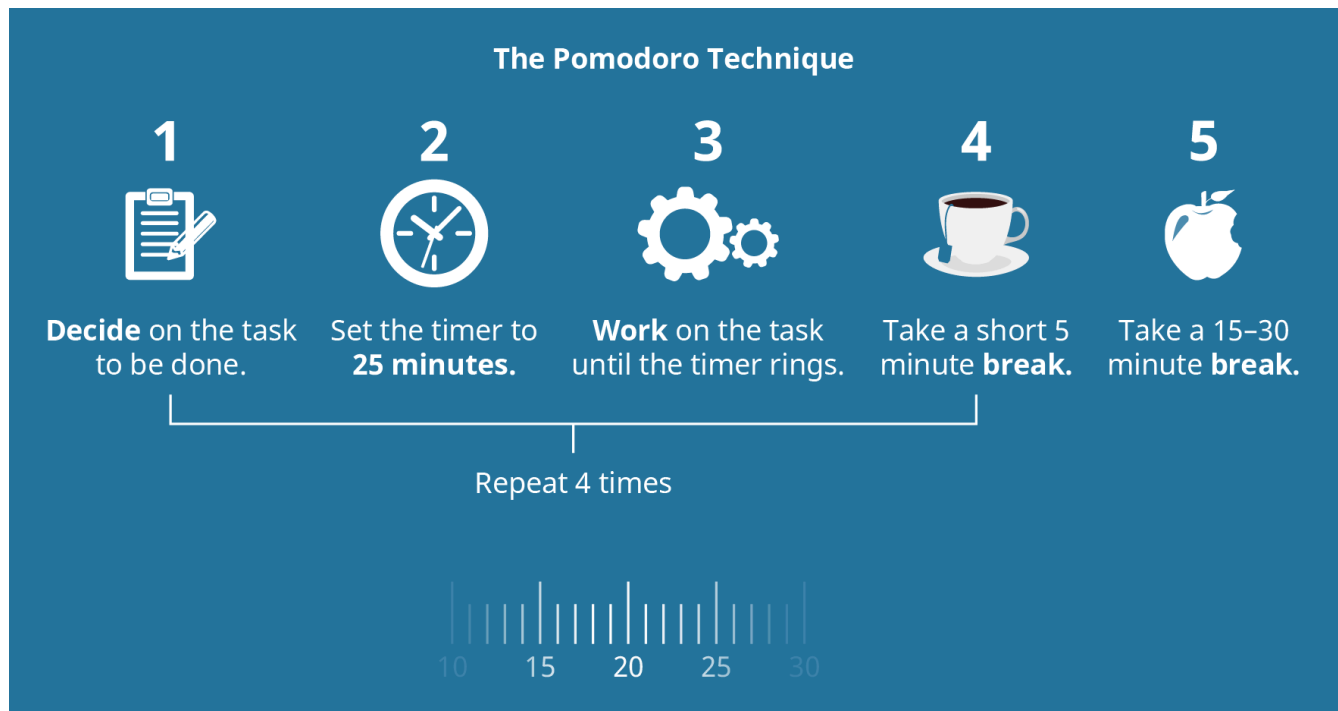 The Pomodoro Technique
1
2
3
4
5
Decide on the task
to be done.
Set the timer to
25 minutes.
Work on the task
until the timer rings.
Take a short 5
minute break.
Take a 15–30
minute break.
Repeat 4 times
10 15 20 25 30